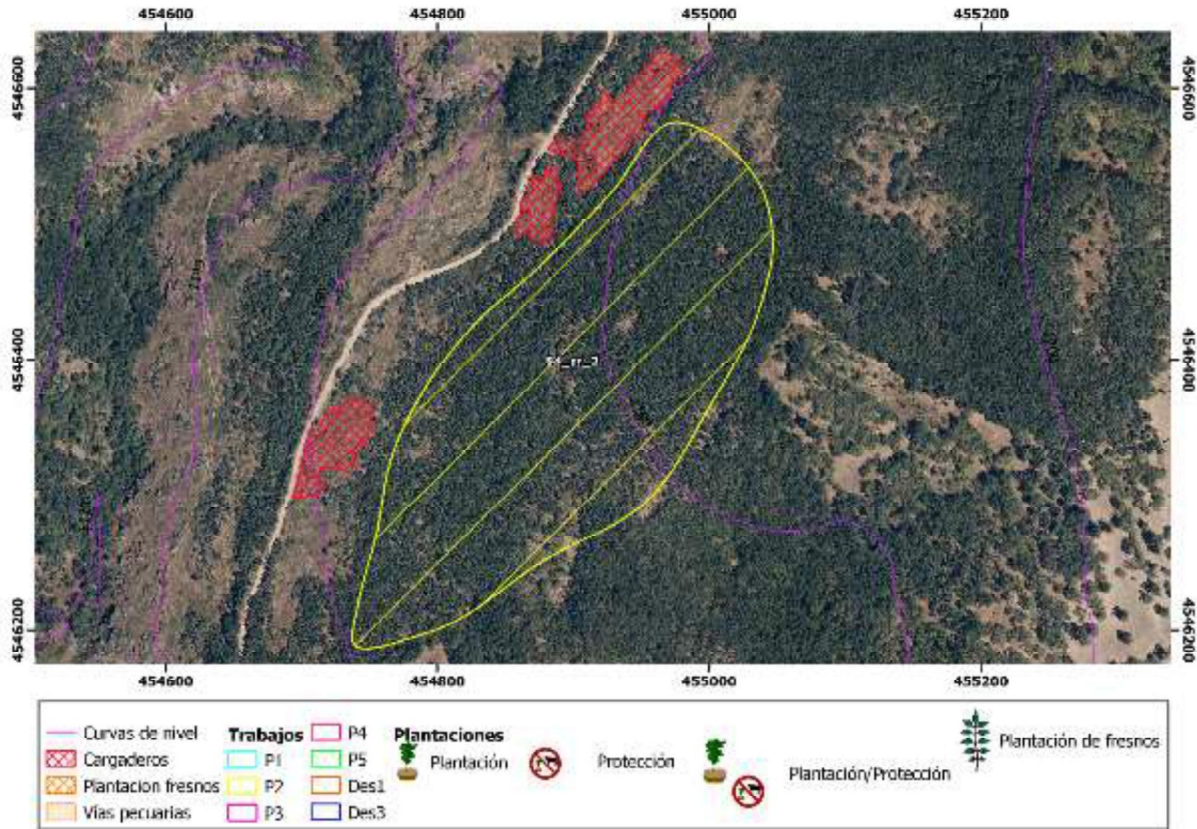 454600 454800 455000 455200
4546600 4546600
4546400 4546400
4546200 4546200
454600 454800 455000 455200
Curvas de nivel
Cargaderos
Plantacion fresnos
Vías pecuarias
Trabajos
P1
P2
P3
P4
P5
Des1
Des3
Plantaciones
Plantación
Protección
Plantación/Protección
Plantación de fresnos